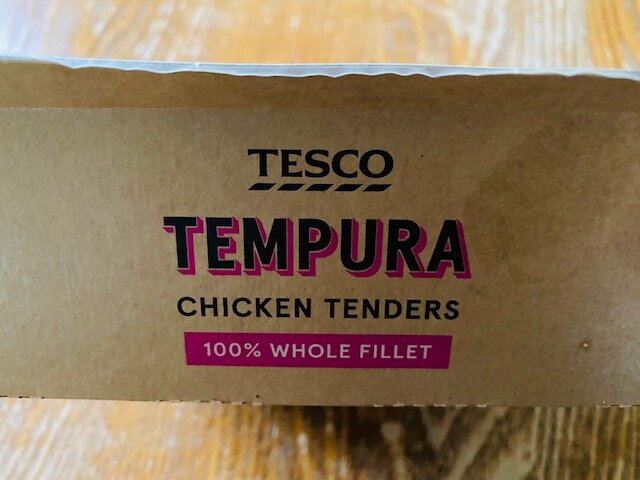 TESCO
TEMPURA
CHICKEN TENDERS
100% WHOLE FILLET